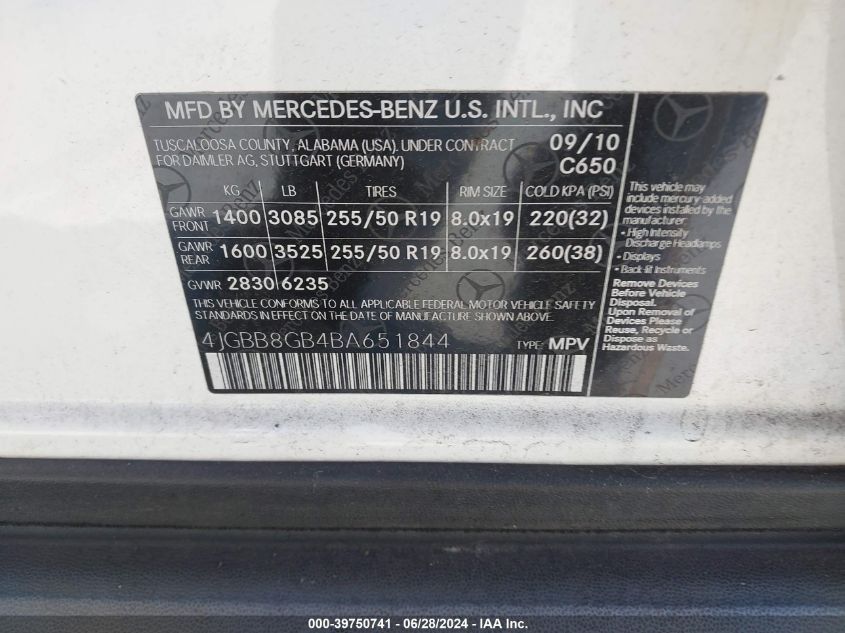 MFD BY MERCEDES-BENZ U.S. INTL., INC
TUSCALOOSA COUNTY, ALABAMA (USA), UNDER CONTRACT
FOR DAIMLER AG, STUTTGART (GERMANY)
09/10
C650
KG LB TIRES RIM SIZE COLD KPA (PSI)
GAWR FRONT 1400 3085 255/50 R19 8.0x19 220(32)
GAWR REAR 1600 3525 255/50 R19 8.0x19 260(38)
GVWR 2830 6235
THIS VEHICLE CONFORMS TO ALL APPLICABLE FEDERAL MOTOR VEHICLE SAFETY
STANDARDS IN EFFECT ON THE DATE OF MANUFACTURE SHOWN ABOVE.
4JGBB8GB4BA651844 TYPE: MPV
This vehicle may
include mercury-added
devices installed by the
manufacturer:
• High Intensity
Discharge Headlamps
• Displays
• Back-lit Instruments
Remove Devices
Before Vehicle
Disposal.
Upon Removal of
Devices Please
Reuse, Recycle or
Dispose as
Hazardous Waste.
000-39750741 - 06/28/2024 - IAA Inc.